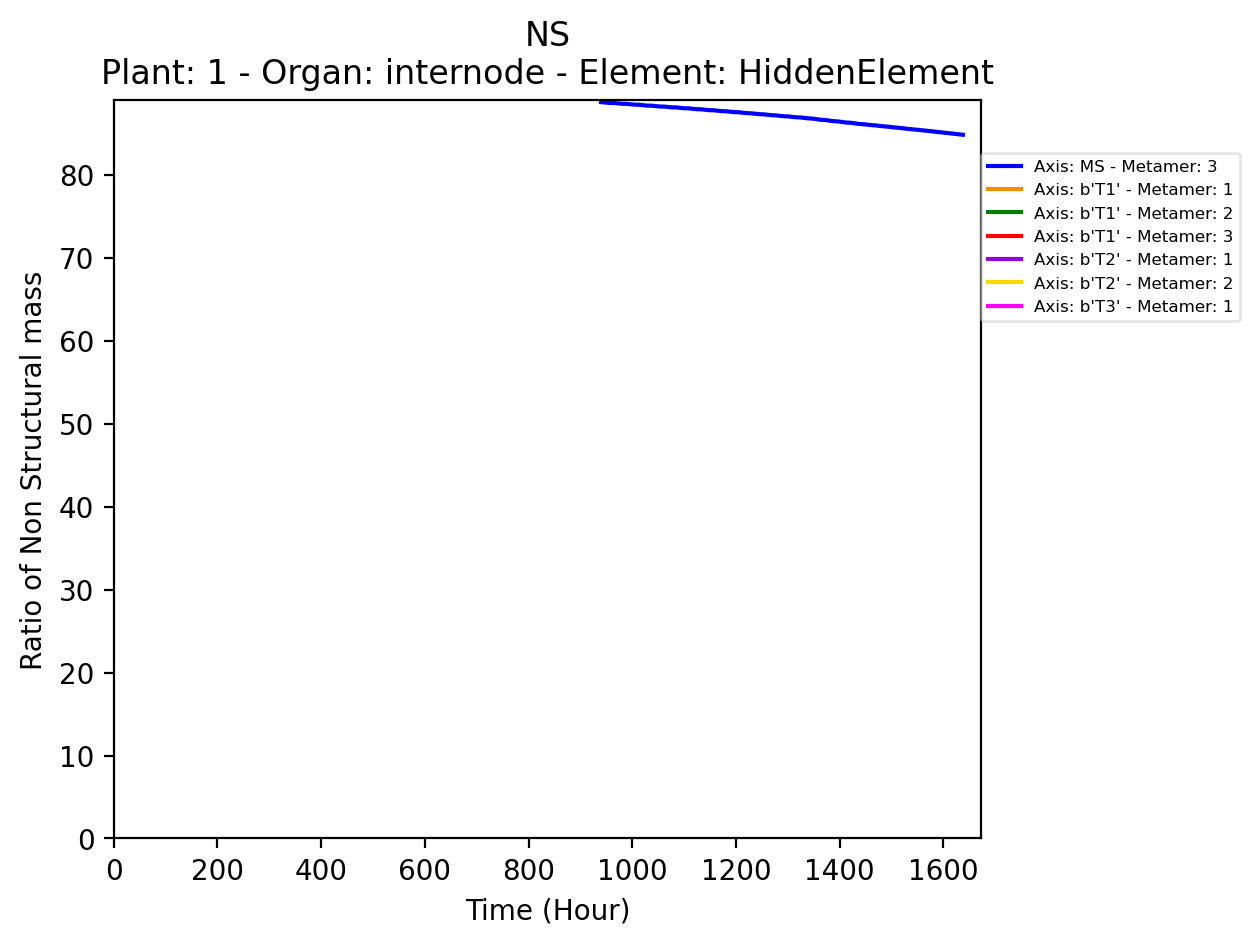 NS
Plant: 1 - Organ: internode - Element: HiddenElement
Ratio of Non Structural mass
80
70
60
50
40
30
20
10
0
0 200 400 600 800 1000 1200 1400 1600
Time (Hour)
Axis: MS - Metamer: 3
Axis: b'T1' - Metamer: 1
Axis: b'T1' - Metamer: 2
Axis: b'T1' - Metamer: 3
Axis: b'T2' - Metamer: 1
Axis: b'T2' - Metamer: 2
Axis: b'T3' - Metamer: 1